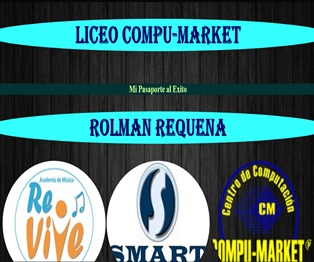 LICEO COMPU-MARKET
Mi Pasaporte al Exito
ROLMAN REQUENA
Academia de Música
Re
Vive
S
SMART
Centro de Computación
CM
COMPU-MARKET